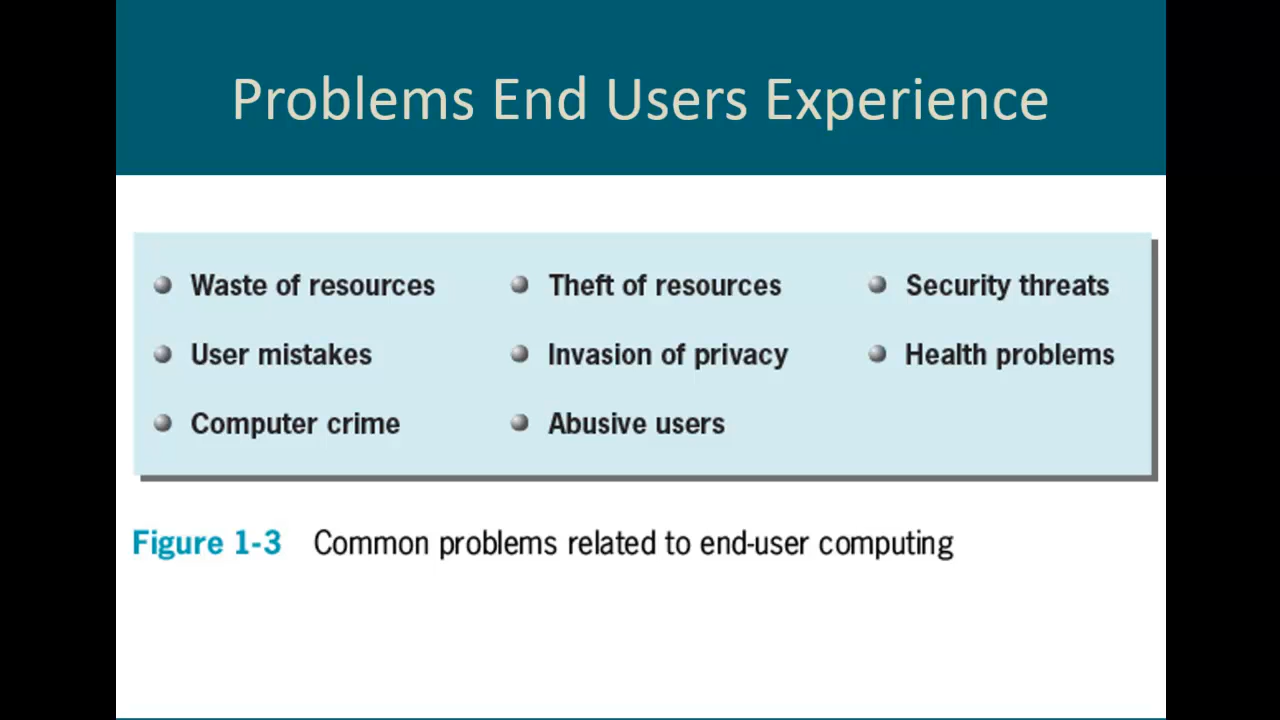 Problems End Users Experience
Waste of resources
Theft of resources
Security threats
User mistakes
Invasion of privacy
Health problems
Computer crime
Abusive users
Figure 1-3 Common problems related to end-user computing